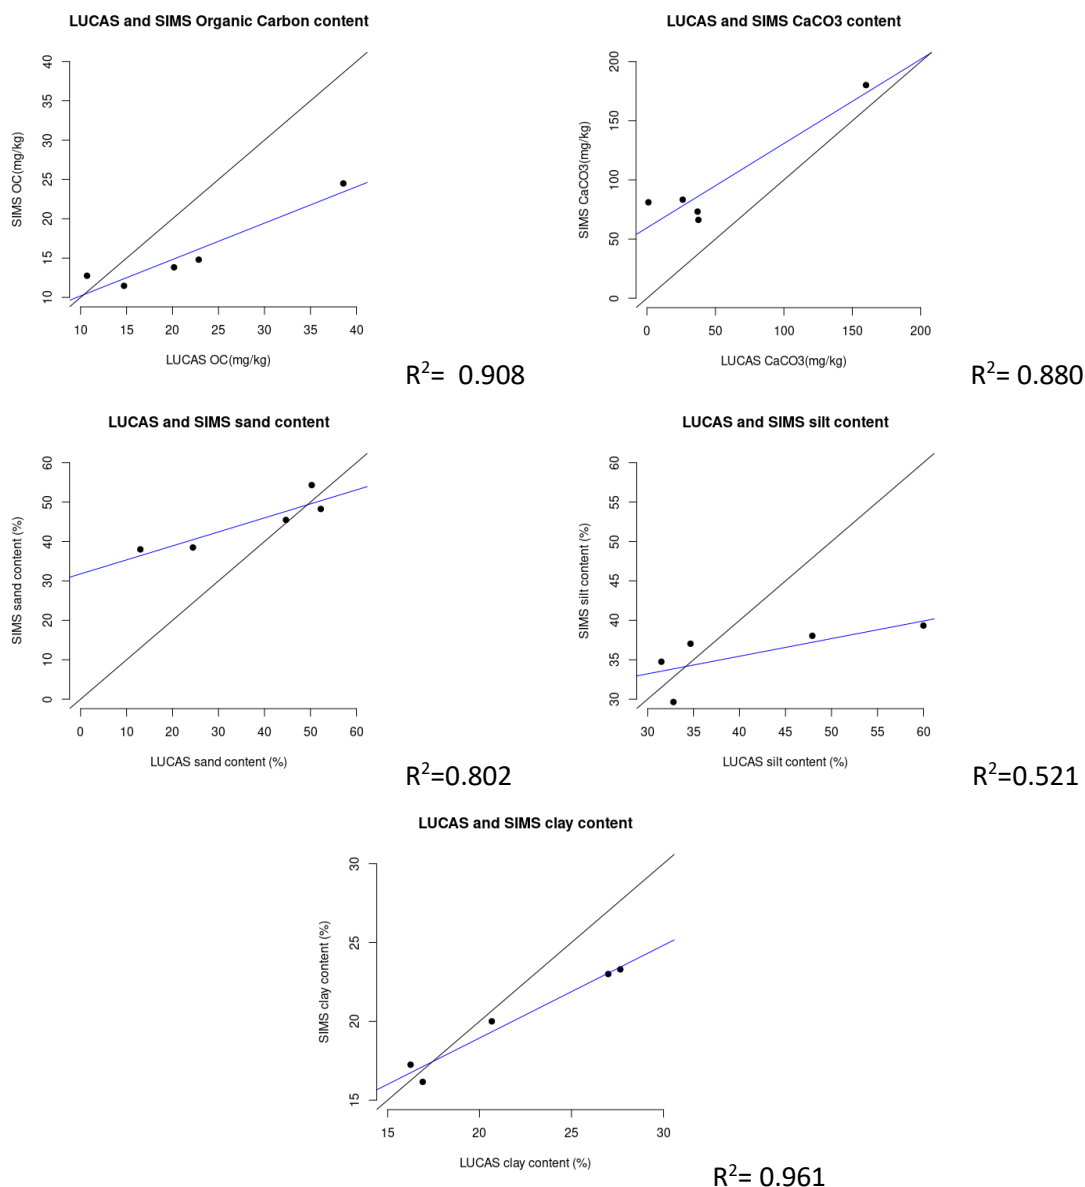 LUCAS and SIMS Organic Carbon content
SIMS OC(mg/kg)
40
35
30
25
20
15
10
10 15 20 25 30 35 40
LUCAS OC(mg/kg)
R²= 0.908
LUCAS and SIMS CaCO3 content
SIMS CaCO3(mg/kg)
200
150
100
50
0
0 50 100 150 200
LUCAS CaCO3(mg/kg)
R²= 0.880
LUCAS and SIMS sand content
SIMS sand content (%)
60
50
40
30
20
10
0
0 10 20 30 40 50 60
LUCAS sand content (%)
R²=0.802
LUCAS and SIMS silt content
SIMS silt content (%)
60
55
50
45
40
35
30
30 35 40 45 50 55 60
LUCAS silt content (%)
R²=0.521
LUCAS and SIMS clay content
SIMS clay content (%)
30
25
20
15
15 20 25 30
LUCAS clay content (%)
R²= 0.961